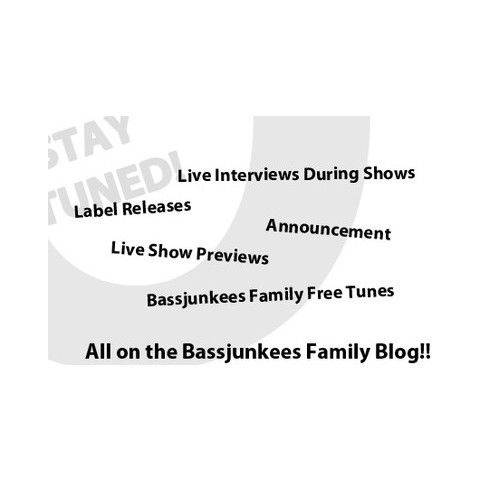 STAY
TUNED!
Live Interviews During Shows
Label Releases
Announcement
Live Show Previews
Bassjunkees Family Free Tunes
All on the Bassjunkees Family Blog!!